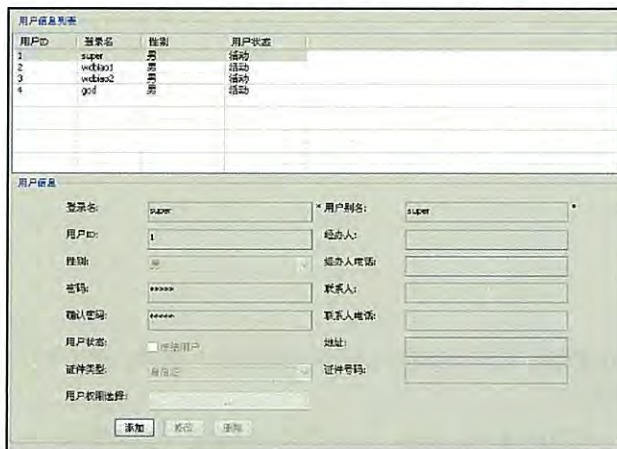 用户信息列表
用户ID 登录名 性别 用户状态
1 super 男 活动
2 wdbiao1 男 活动
3 wdbiao2 男 活动
4 god 男 活动
用户信息
登录名: super * 用户别名: super *
用户ID: 1 经办人:
性别: 男 经办人电话:
密码: ***** 联系人:
确认密码: ***** 联系人电话:
用户状态: 冻结用户 地址:
证件类型: 身份证 证件号码:
用户权限选择: ...
添加 修改 删除